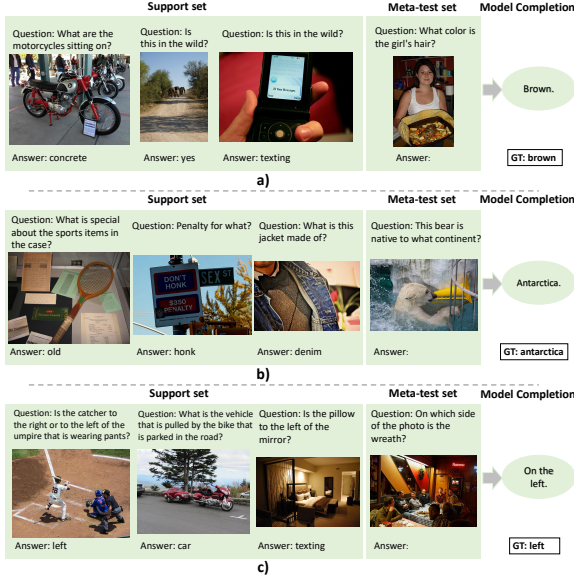 Support set
Meta-test set
Model Completion
Question: What are the
motorcycles sitting on?
Question: Is
this in the wild?
Question: Is this in the wild?
Question: What color is
the girl's hair?
Brown.
Answer: concrete
Answer: yes
Answer: texting
Answer:
GT: brown
a)
Support set
Meta-test set
Model Completion
Question: What is special
about the sports items in
the case?
Question: Penalty for what?
Question: What is this
jacket made of?
Question: This bear is
native to what continent?
DON'T
HONK
$350
PENALTY
SEX ST
Antarctica.
Answer: old
Answer: honk
Answer: denim
Answer:
GT: antarctica
b)
Support set
Meta-test set
Model Completion
Question: Is the catcher to
the right or to the left of the
umpire that is wearing pants?
Question: What is the vehicle
that is pulled by the bike that
is parked in the road?
Question: Is the pillow
to the left of the
mirror?
Question: On which side
of the photo is the
wreath?
On the
left.
Answer: left
Answer: car
Answer: texting
Answer:
GT: left
c)